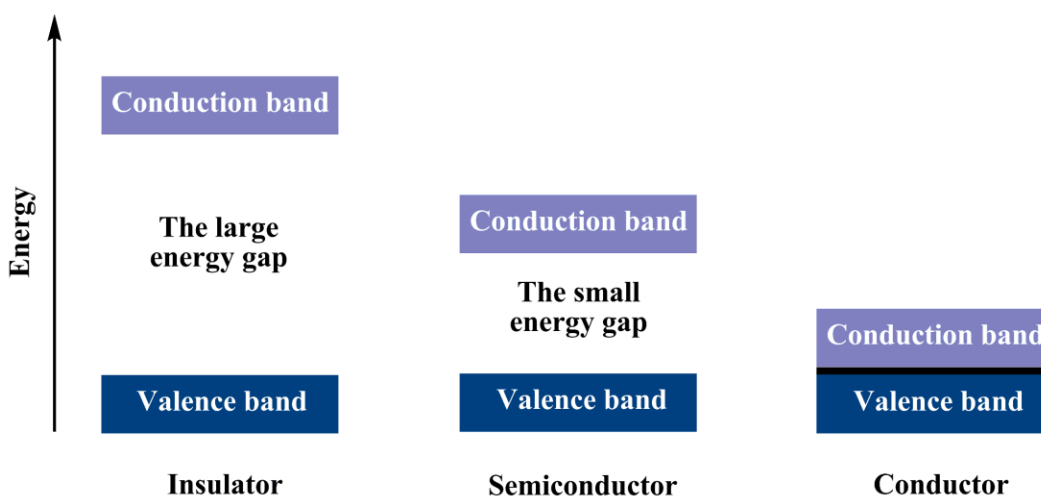 Energy
Conduction band
The large
energy gap
Valence band
Insulator
Conduction band
The small
energy gap
Valence band
Semiconductor
Conduction band
Valence band
Conductor